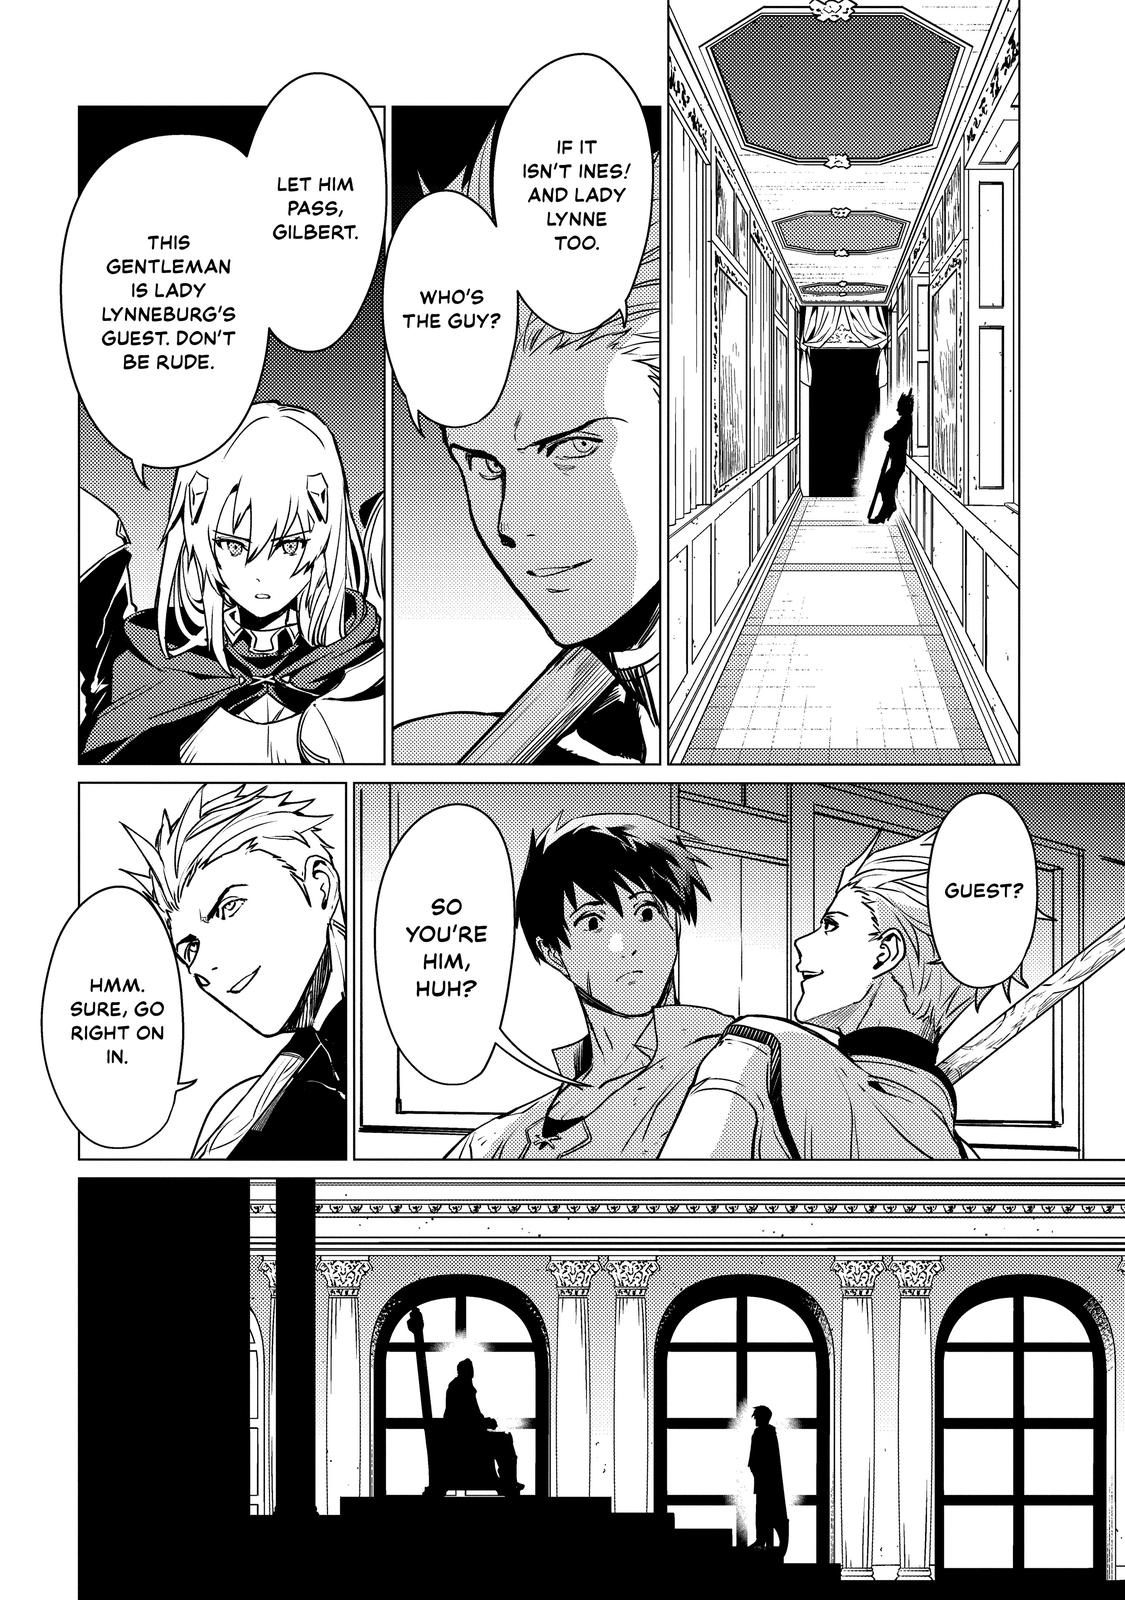 IF IT
ISN'T INES!
AND LADY
LYNNE
TOO.
WHO'S
THE GUY?
LET HIM
PASS,
GILBERT.
THIS
GENTLEMAN
IS LADY
LYNNEBURG'S
GUEST. DON'T
BE RUDE.
GUEST?
SO
YOU'RE
HIM,
HUH?
HMM.
SURE, GO
RIGHT ON
IN.